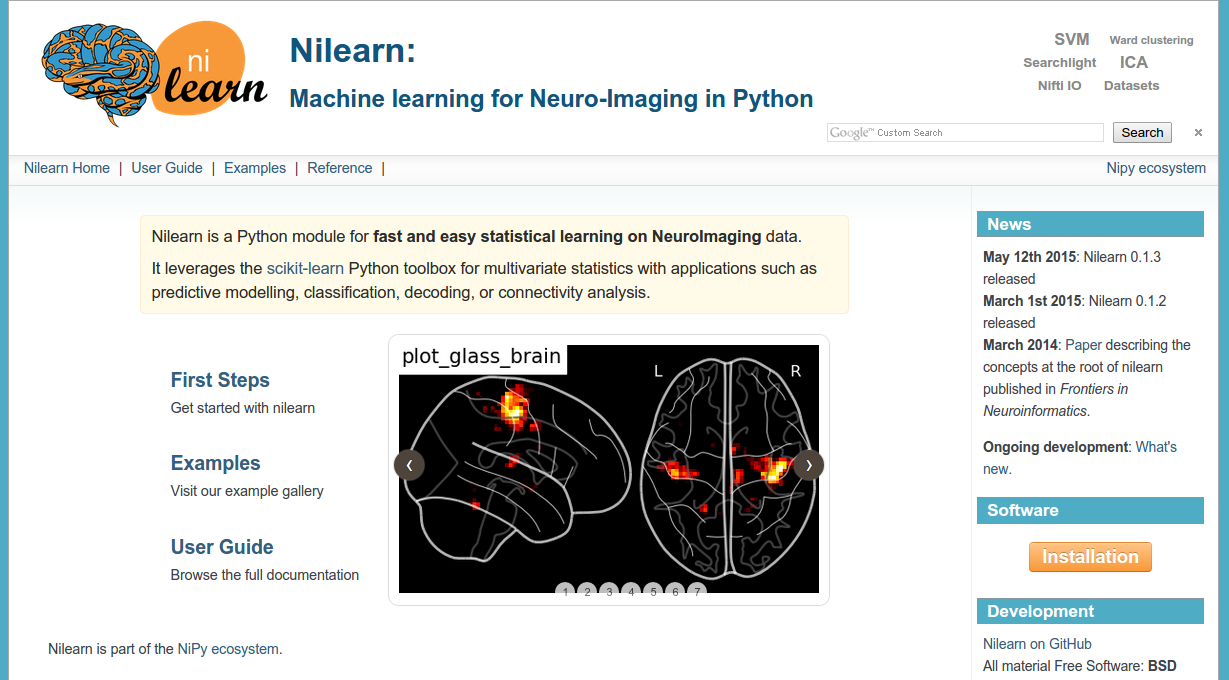 ni
learn
Nilearn:
Machine learning for Neuro-Imaging in Python
SVM Ward clustering
Searchlight ICA
Nifti IO Datasets
Google™ Custom Search
Search ×
Nilearn Home | User Guide | Examples | Reference |
Nipy ecosystem
Nilearn is a Python module for fast and easy statistical learning on NeuroImaging data.
It leverages the scikit-learn Python toolbox for multivariate statistics with applications such as
predictive modelling, classification, decoding, or connectivity analysis.
First Steps
Get started with nilearn
Examples
Visit our example gallery
User Guide
Browse the full documentation
plot_glass_brain
L R
‹ ›
1 2 3 4 5 6 7
Nilearn is part of the NiPy ecosystem.
News
May 12th 2015: Nilearn 0.1.3
released
March 1st 2015: Nilearn 0.1.2
released
March 2014: Paper describing the
concepts at the root of nilearn
published in Frontiers in
Neuroinformatics.
Ongoing development: What's
new.
Software
Installation
Development
Nilearn on GitHub
All material Free Software: BSD